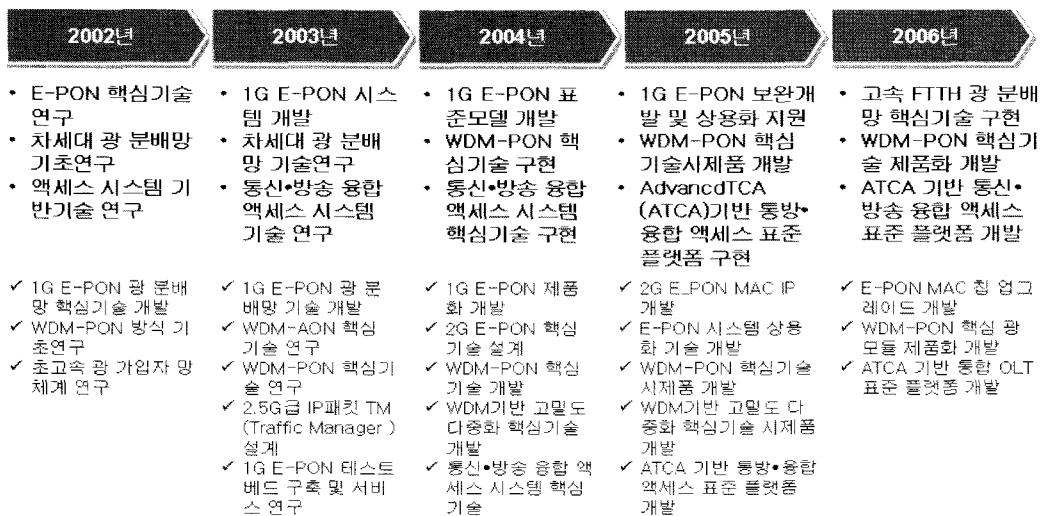 2002년
2003년
2004년
2005년
2006년
• E-PON 핵심기술
연구
• 차세대 광 분배망
기초연구
• 액세스 시스템 기
반기술 연구
• 1G E-PON 시스
템 개발
• 차세대 광 분배
망 기술연구
• 통신•방송 융합
액세스 시스템
기술 연구
• 1G E-PON 표
준모델 개발
• WDM-PON 핵
심기술 구현
• 통신•방송 융합
액세스 시스템
핵심기술 구현
• 1G E-PON 보완개
발 및 상용화 지원
• WDM-PON 핵심
기술시제품 개발
• AdvancdTCA
(ATCA)기반 통방•
융합 액세스 표준
플랫폼 구현
• 고속 FTTH 광 분배
망 핵심기술 구현
• WDM-PON 핵심기
술 제품화 개발
• ATCA 기반 통신•
방송 융합 액세스
표준 플랫폼 개발
✓ 1G E-PON 광 분배
망 핵심기술 개발
✓ WDM-PON 방식 기
초연구
✓ 초고속 광 가입자 망
체계 연구
✓ 1G E-PON 광 분
배망 기술 개발
✓ WDM-AON 핵심
기술 연구
✓ WDM-PON 핵심기
술 연구
✓ 2.5G급 IP패킷 TM
(Traffic Manager )
설계
✓ 1G E-PON 테스트
베드 구축 및 서비
스 연구
✓ 1G E-PON 제품
화 개발
✓ 2G E-PON 핵심
기술 설계
✓ WDM-PON 핵심
기술 개발
✓ WDM기반 고밀도
다중화 핵심기술
개발
✓ 통신•방송 융합 액
세스 시스템 핵심
기술
✓ 2G E_PON MAC IP
개발
✓ E-PON 시스템 상용
화 기술 개발
✓ WDM-PON 핵심기술
시제품 개발
✓ WDM기반 고밀도 다
중화 핵심기술 시제품
개발
✓ ATCA 기반 통방•융합
액세스 표준 플랫폼
개발
✓ E-PON MAC 칩 업그
레이드 개발
✓ WDM-PON 핵심 광
모듈 제품화 개발
✓ ATCA 기반 통합 OLT
표준 플랫폼 개발